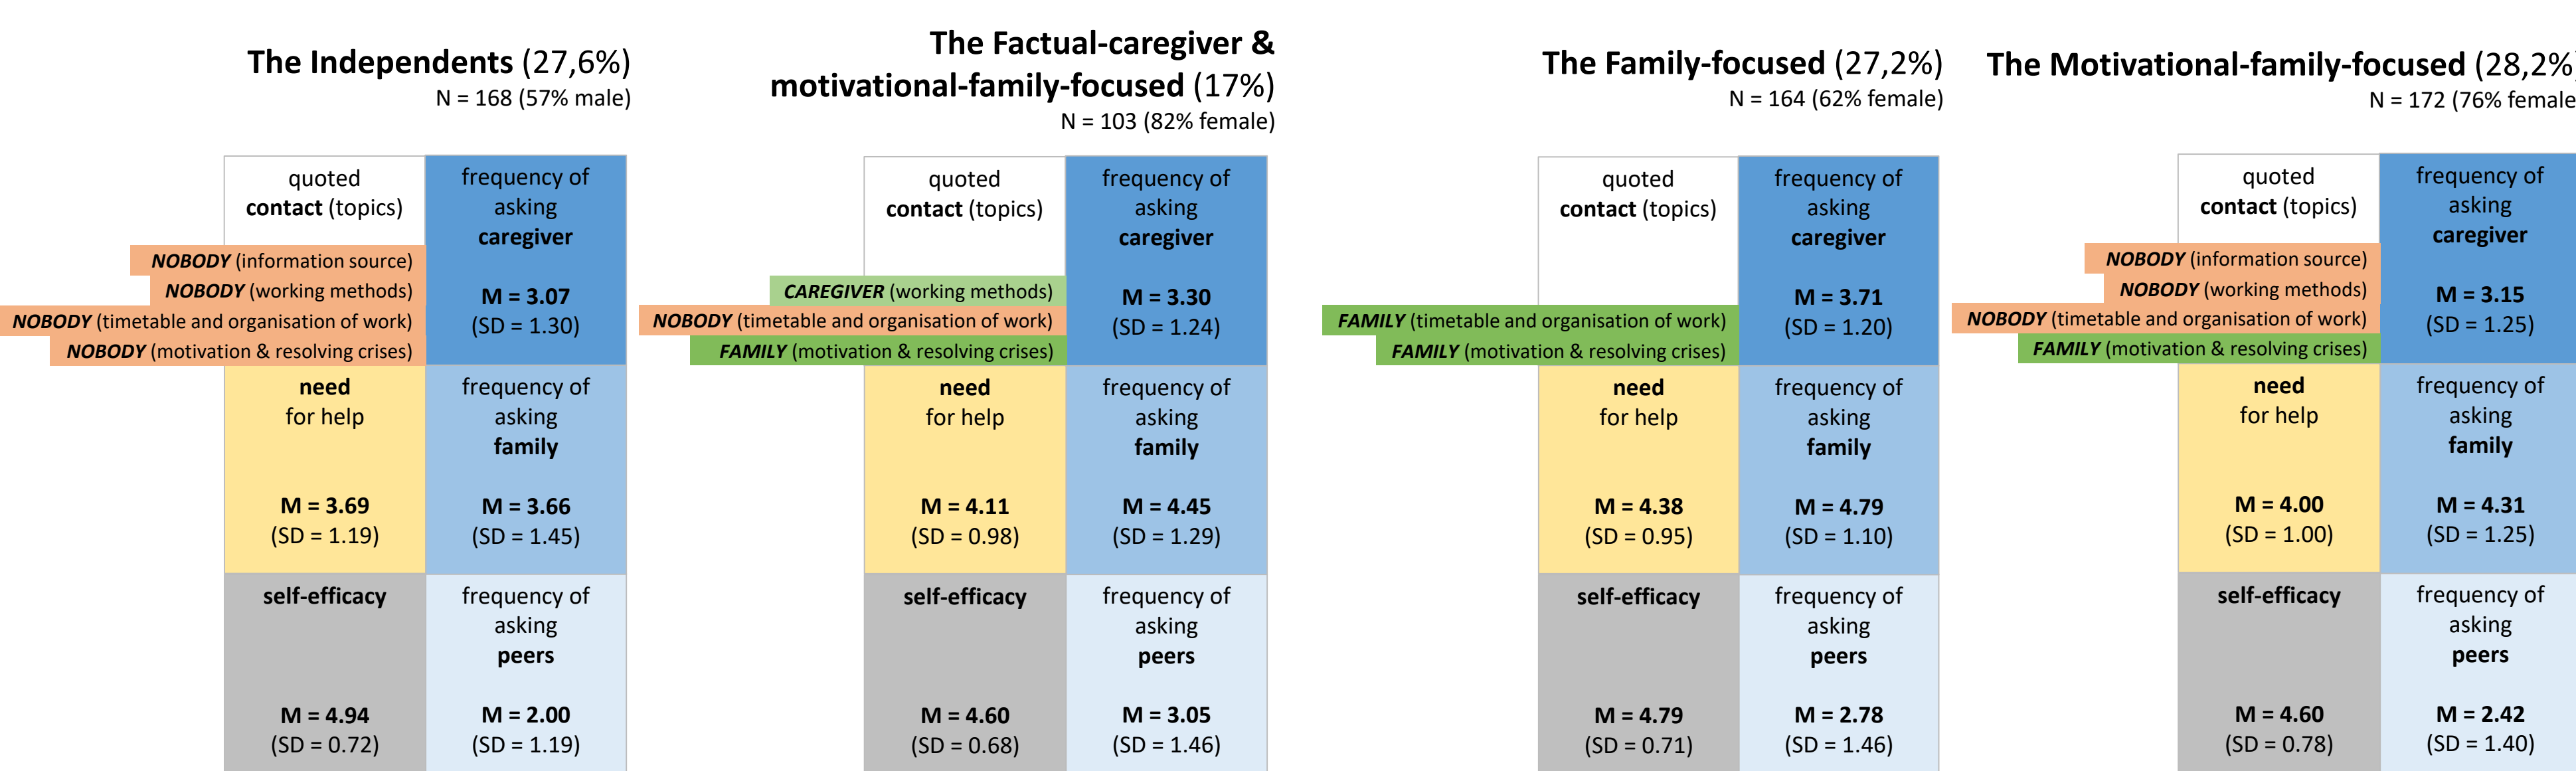 The Independents (27,6%)
N = 168 (57% male)
quoted
contact (topics)
NOBODY (information source)
NOBODY (working methods)
NOBODY (timetable and organisation of work)
NOBODY (motivation & resolving crises)
frequency of
asking
caregiver
M = 3.07
(SD = 1.30)
need
for help
M = 3.69
(SD = 1.19)
frequency of
asking
family
M = 3.66
(SD = 1.45)
self-efficacy
M = 4.94
(SD = 0.72)
frequency of
asking
peers
M = 2.00
(SD = 1.19)
The Factual-caregiver &
motivational-family-focused (17%)
N = 103 (82% female)
quoted
contact (topics)
CAREGIVER (working methods)
NOBODY (timetable and organisation of work)
FAMILY (motivation & resolving crises)
frequency of
asking
caregiver
M = 3.30
(SD = 1.24)
need
for help
M = 4.11
(SD = 0.98)
frequency of
asking
family
M = 4.45
(SD = 1.29)
self-efficacy
M = 4.60
(SD = 0.68)
frequency of
asking
peers
M = 3.05
(SD = 1.46)
The Family-focused (27,2%)
N = 164 (62% female)
quoted
contact (topics)
FAMILY (timetable and organisation of work)
FAMILY (motivation & resolving crises)
frequency of
asking
caregiver
M = 3.71
(SD = 1.20)
need
for help
M = 4.38
(SD = 0.95)
frequency of
asking
family
M = 4.79
(SD = 1.10)
self-efficacy
M = 4.79
(SD = 0.71)
frequency of
asking
peers
M = 2.78
(SD = 1.46)
The Motivational-family-focused (28,2%)
N = 172 (76% female
quoted
contact (topics)
NOBODY (information source)
NOBODY (working methods)
NOBODY (timetable and organisation of work)
FAMILY (motivation & resolving crises)
frequency of
asking
caregiver
M = 3.15
(SD = 1.25)
need
for help
M = 4.00
(SD = 1.00)
frequency of
asking
family
M = 4.31
(SD = 1.25)
self-efficacy
M = 4.60
(SD = 0.78)
frequency of
asking
peers
M = 2.42
(SD = 1.40)